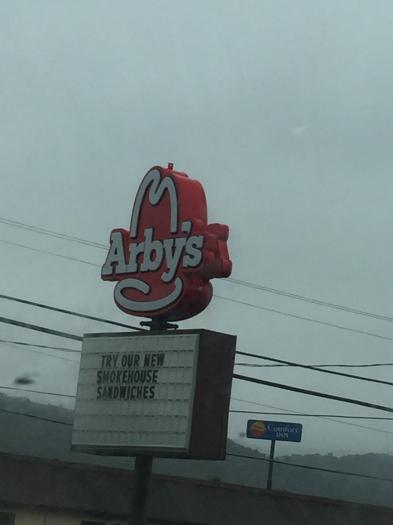 Arby's
TRY OUR NEW
SMOKEHOUSE
SANDWICHES
Comfort
INN